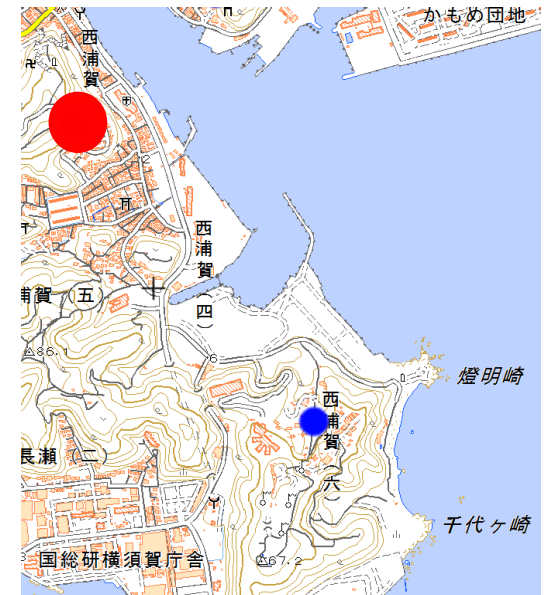 かもめ団地
西浦賀
2
西浦賀(四)
浦賀(五)
86.1
6
燈明崎
西浦賀(六)
長瀬(二)
千代ヶ崎
国総研横須賀庁舎
67.2